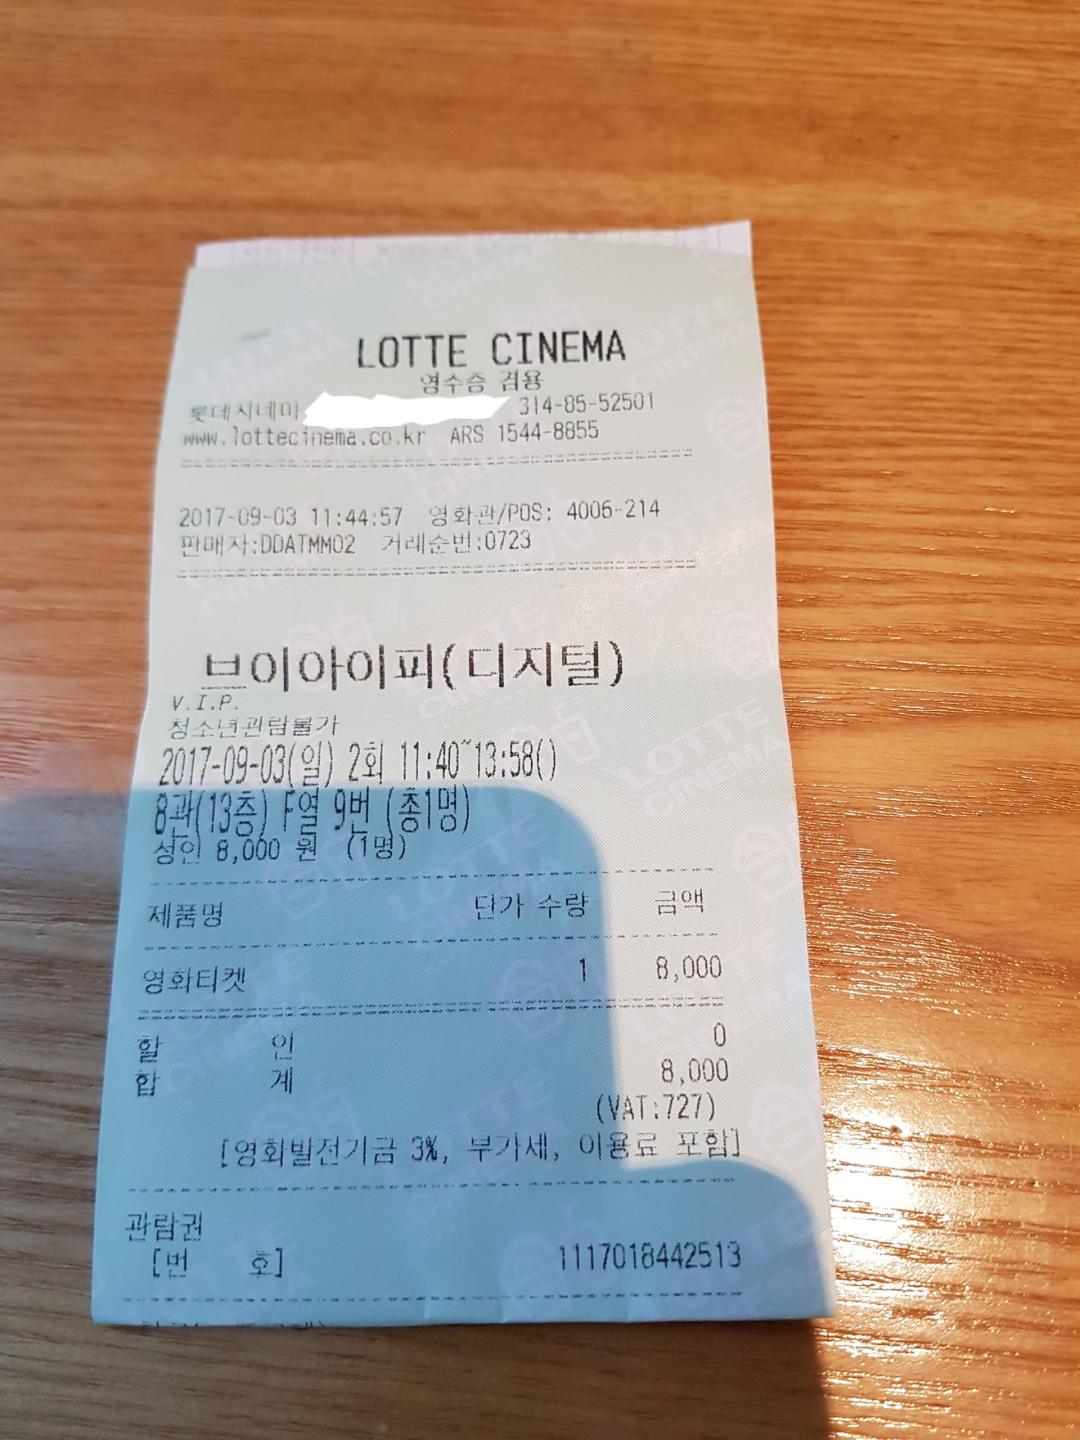 LOTTE CINEMA
영수증 겸용
롯데시네마 314-85-52501
www.lottecinema.co.kr ARS 1544-8855
2017-09-03 11:44:57 영화관/POS: 4006-214
판매자:DDATMM02 거래순번:0723
브이아이피(디지털)
V.I.P.
청소년관람불가
2017-09-03(일) 2회 11:40~13:58()
8관(13층) F열 9번 (총1명)
성인 8,000 원 (1명)
제품명 단가 수량 금액
영화티켓 1 8,000
할 인 0
합 계 8,000
(VAT:727)
[영화발전기금 3%, 부가세, 이용료 포함]
관람권
[번 호] 1117018442513